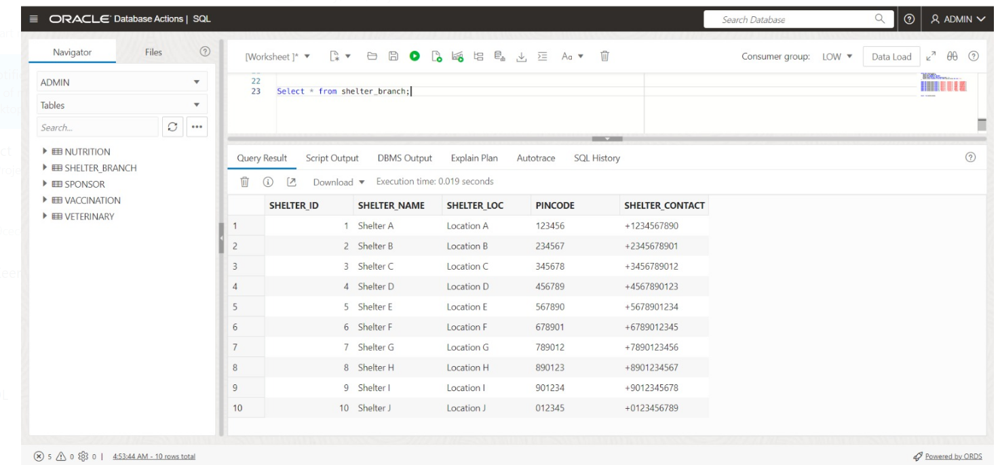 ORACLE Database Actions | SQL
Search Database
ADMIN
Navigator Files
[Worksheet ]* Aa Consumer group: LOW Data Load
ADMIN
Tables
Search...
NUTRITION
SHELTER_BRANCH
SPONSOR
VACCINATION
VETERINARY
22
23 Select * from shelter_branch;
Query Result Script Output DBMS Output Explain Plan Autotrace SQL History
Download Execution time: 0.019 seconds
SHELTER_ID SHELTER_NAME SHELTER_LOC PINCODE SHELTER_CONTACT
1 1 Shelter A Location A 123456 +1234567890
2 2 Shelter B Location B 234567 +2345678901
3 3 Shelter C Location C 345678 +3456789012
4 4 Shelter D Location D 456789 +4567890123
5 5 Shelter E Location E 567890 +5678901234
6 6 Shelter F Location F 678901 +6789012345
7 7 Shelter G Location G 789012 +7890123456
8 8 Shelter H Location H 890123 +8901234567
9 9 Shelter I Location I 901234 +9012345678
10 10 Shelter J Location J 012345 +0123456789
5 0 0 | 4:53:44 AM - 10 rows total
Powered by ORDS